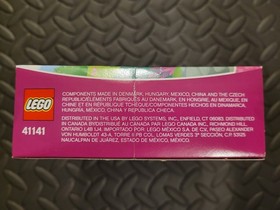 LEGO
41141
COMPONENTS MADE IN DENMARK, HUNGARY, MEXICO, CHINA AND THE CZECH
REPUBLIC/ÉLÉMENTS FABRIQUÉS AU DANEMARK, EN HONGRIE, AU MEXIQUE, EN
CHINE ET EN RÉPUBLIQUE TCHÈQUE/COMPONENTES HECHOS EN DINAMARCA,
HUNGRÍA, MÉXICO, CHINA Y REPÚBLICA CHECA.
DISTRIBUTED IN THE USA BY LEGO SYSTEMS, INC., ENFIELD, CT 06083. DISTRIBUTED
IN CANADA BY/DISTRIBUÉ AU CANADA PAR LEGO CANADA INC., RICHMOND HILL,
ONTARIO L4B IMPORTADO POR LEGO MÉXICO S.A. DE C.V. PASEO ALEXANDER
VON HUMBOLDT 43-A, TORRE II PB COL. LOMAS VERDES 3ª SECCIÓN, C.P. 53125
NAUCALPAN DE JUÁREZ, ESTADO DE MÉXICO, MÉXICO.